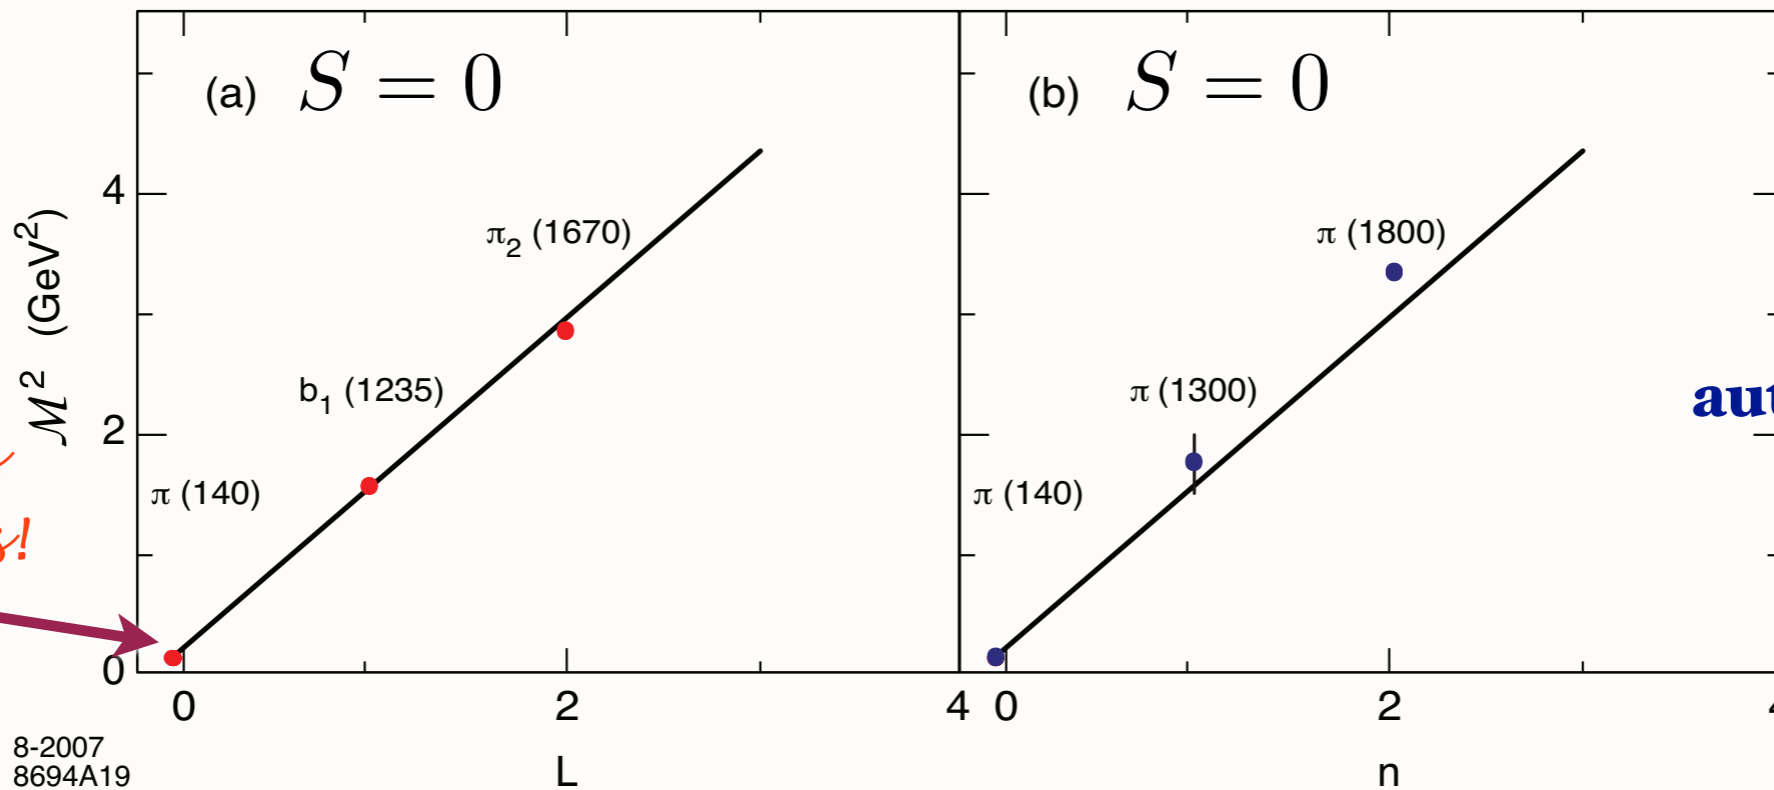 (a) S = 0
(b) S = 0
4
π₂ (1670)
π (1800)
ℳ² (GeV²)
b₁ (1235)
π (1300)
aut
2
π (140)
π (140)
s!
0
0 2 4 0 2
8-2007
8694A19
L
n